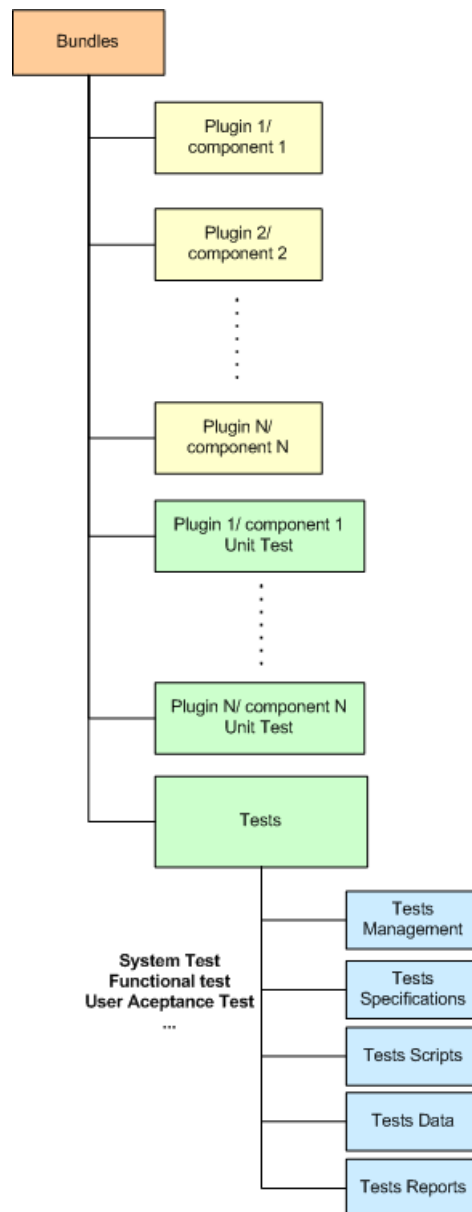 Bundles
Plugin 1/
component 1
Plugin 2/
component 2
Plugin N/
component N
Plugin 1/ component 1
Unit Test
Plugin N/ component N
Unit Test
Tests
System Test
Functional test
User Aceptance Test
...
Tests
Management
Tests
Specifications
Tests Scripts
Tests Data
Tests Reports